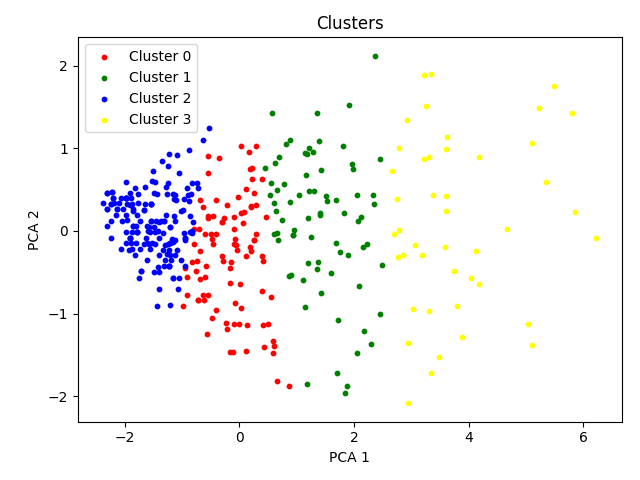 Clusters
Cluster 0
Cluster 1
Cluster 2
Cluster 3
2
1
0
−1
−2
PCA 2
−2
0
2
4
6
PCA 1